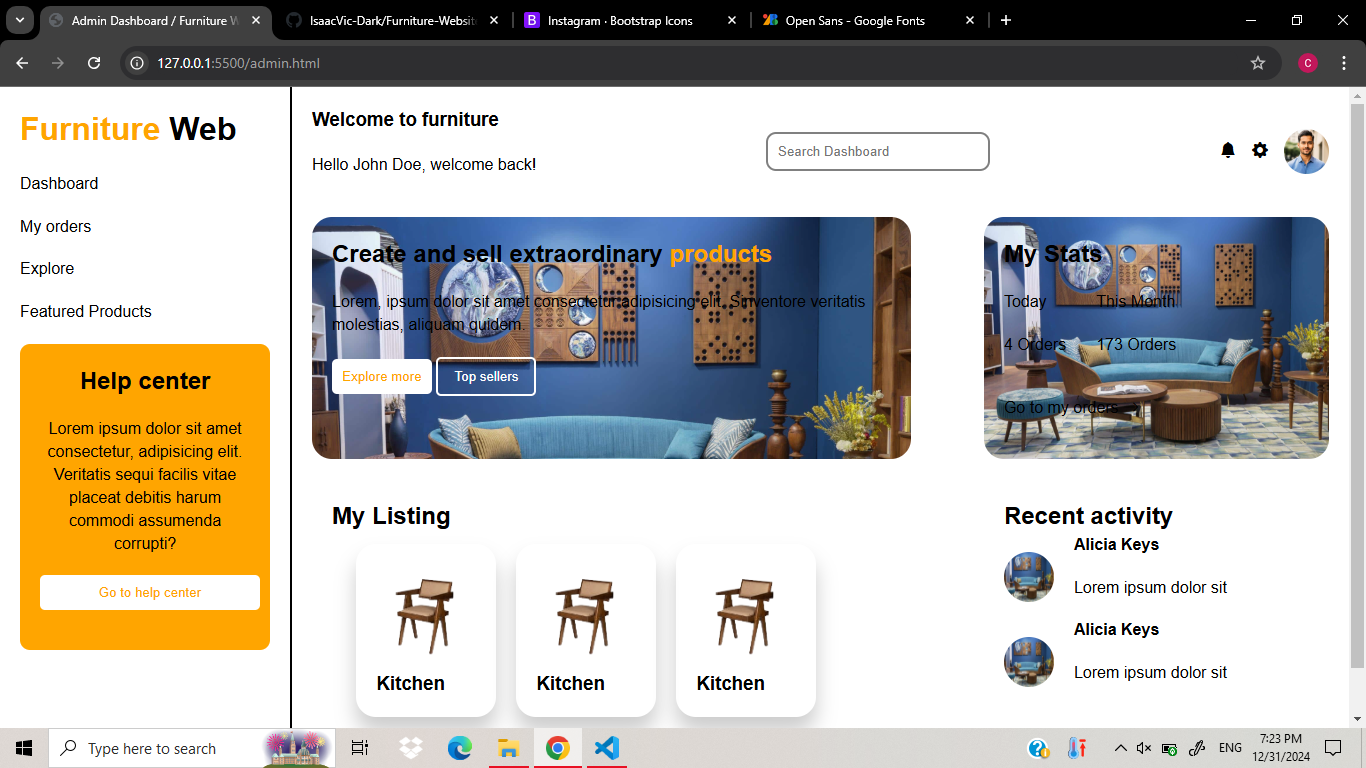 Admin Dashboard / Furniture W
IsaacVic-Dark/Furniture-Websit
Instagram · Bootstrap Icons
Open Sans - Google Fonts
127.0.0.1:5500/admin.html
C
Furniture Web
Dashboard
My orders
Explore
Featured Products
Help center
Lorem ipsum dolor sit amet
consectetur, adipisicing elit.
Veritatis sequi facilis vitae
placeat debitis harum
commodi assumenda
corrupti?
Go to help center
Welcome to furniture
Hello John Doe, welcome back!
Search Dashboard
Create and sell extraordinary products
Lorem, ipsum dolor sit amet consectetur adipisicing elit. Sinventore veritatis
molestias, aliquam quidem.
Explore more
Top sellers
My Stats
Today
This Month
4 Orders
173 Orders
Go to my orders
My Listing
Kitchen
Kitchen
Kitchen
Recent activity
Alicia Keys
Lorem ipsum dolor sit
Alicia Keys
Lorem ipsum dolor sit
Type here to search
ENG
7:23 PM
12/31/2024